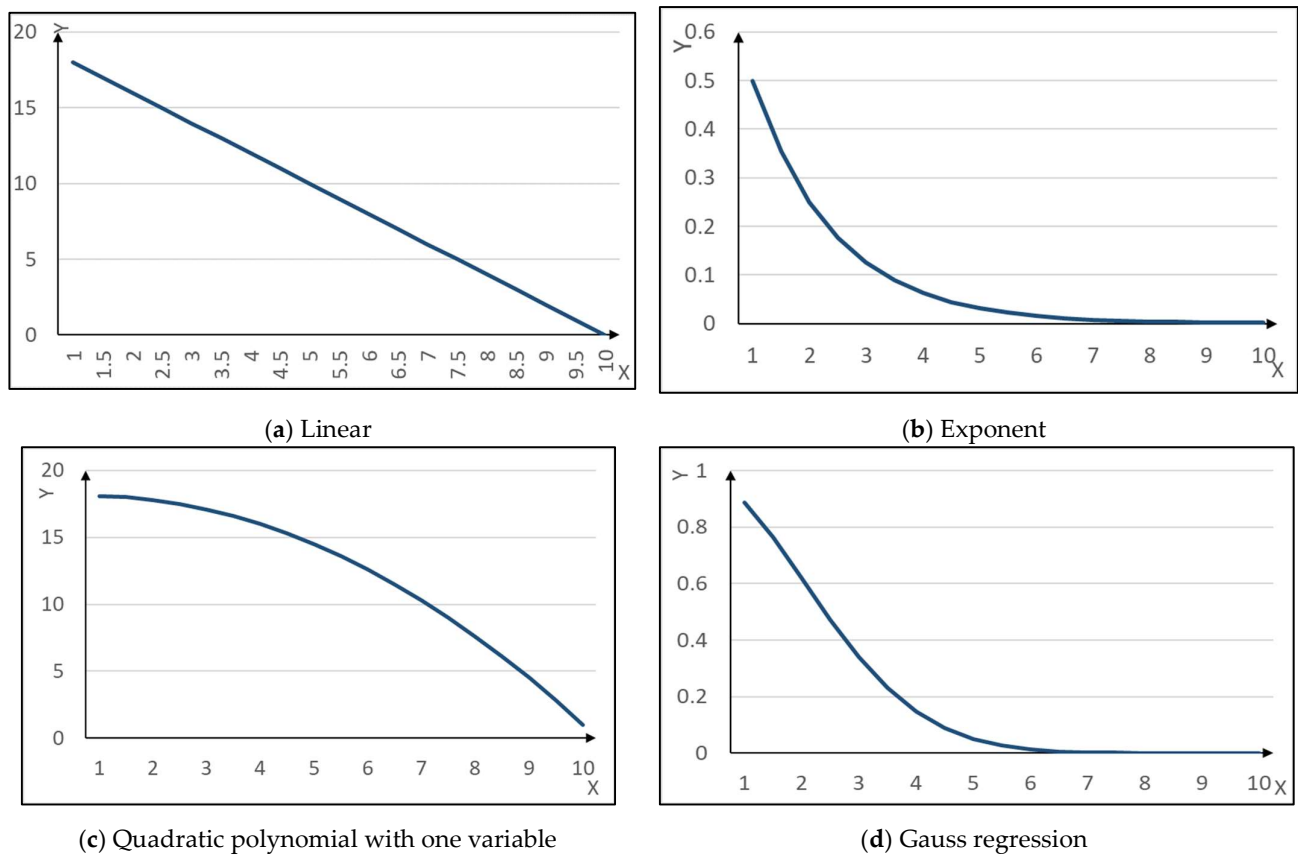 Y
20
15
10
5
0
1 1.5 2 2.5 3 3.5 4 4.5 5 5.5 6 6.5 7 7.5 8 8.5 9 9.5 10
X
(a) Linear
Y
0.6
0.5
0.4
0.3
0.2
0.1
0
1 2 3 4 5 6 7 8 9 10
X
(b) Exponent
20
Y
15
10
5
0
1 2 3 4 5 6 7 8 9 10
X
(c) Quadratic polynomial with one variable
1
Y
0.8
0.6
0.4
0.2
0
1 2 3 4 5 6 7 8 9 10
X
(d) Gauss regression